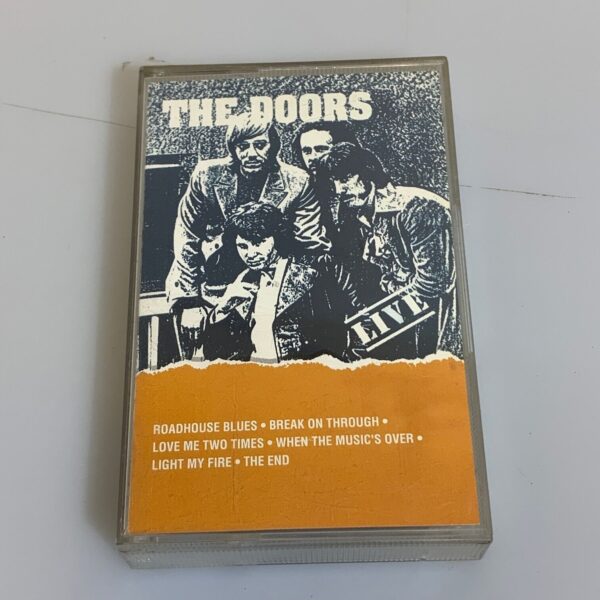 THE DOORS
LIVE
ROADHOUSE BLUES • BREAK ON THROUGH •
LOVE ME TWO TIMES • WHEN THE MUSIC'S OVER •
LIGHT MY FIRE • THE END